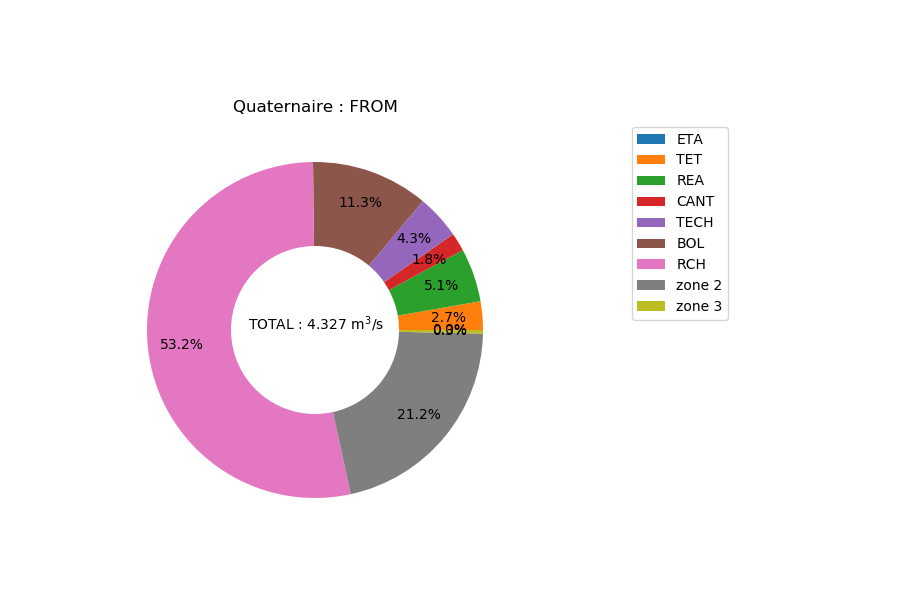 Quaternaire : FROM
11.3%
4.3%
1.8%
5.1%
2.7%
TOTAL : 4.327 m³/s
53.2%
21.2%
ETA
TET
REA
CANT
TECH
BOL
RCH
zone 2
zone 3